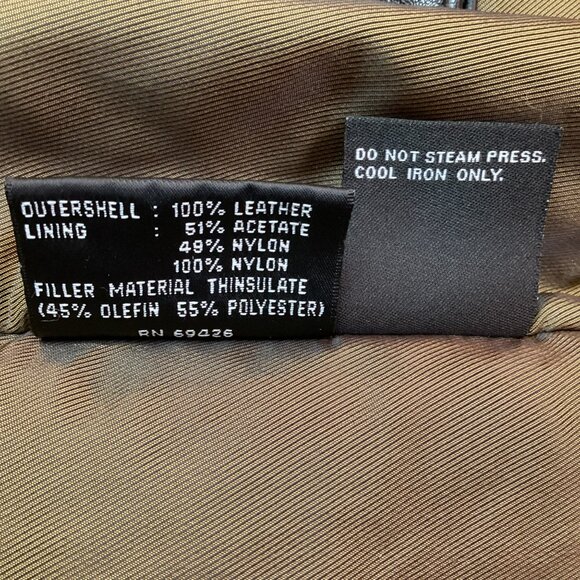 OUTERSHELL : 100% LEATHER
LINING : 51% ACETATE
49% NYLON
100% NYLON
FILLER MATERIAL THINSULATE
(45% OLEFIN 55% POLYESTER)
RN 69426
DO NOT STEAM PRESS.
COOL IRON ONLY.